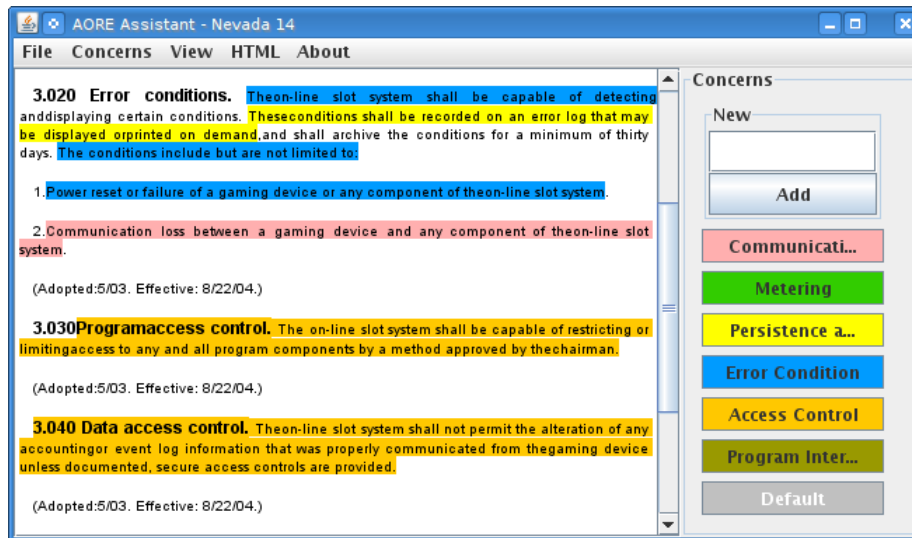 AORE Assistant - Nevada 14
File Concerns View HTML About
3.020 Error conditions. Theon-line slot system shall be capable of detecting
anddisplaying certain conditions. Theseconditions shall be recorded on an error log that may
be displayed orprinted on demand,and shall archive the conditions for a minimum of thirty
days. The conditions include but are not limited to:
1.Power reset or failure of a gaming device or any component of theon-line slot system.
2.Communication loss between a gaming device and any component of theon-line slot
system.
(Adopted:5/03. Effective: 8/22/04.)
3.030Programaccess control. The on-line slot system shall be capable of restricting or
limitingaccess to any and all program components by a method approved by thechairman.
(Adopted:5/03. Effective: 8/22/04.)
3.040 Data access control. Theon-line slot system shall not permit the alteration of any
accountingor event log information that was properly communicated from thegaming device
unless documented, secure access controls are provided.
(Adopted:5/03. Effective: 8/22/04.)
Concerns
New
Add
Communicati...
Metering
Persistence a...
Error Condition
Access Control
Program Inter...
Default